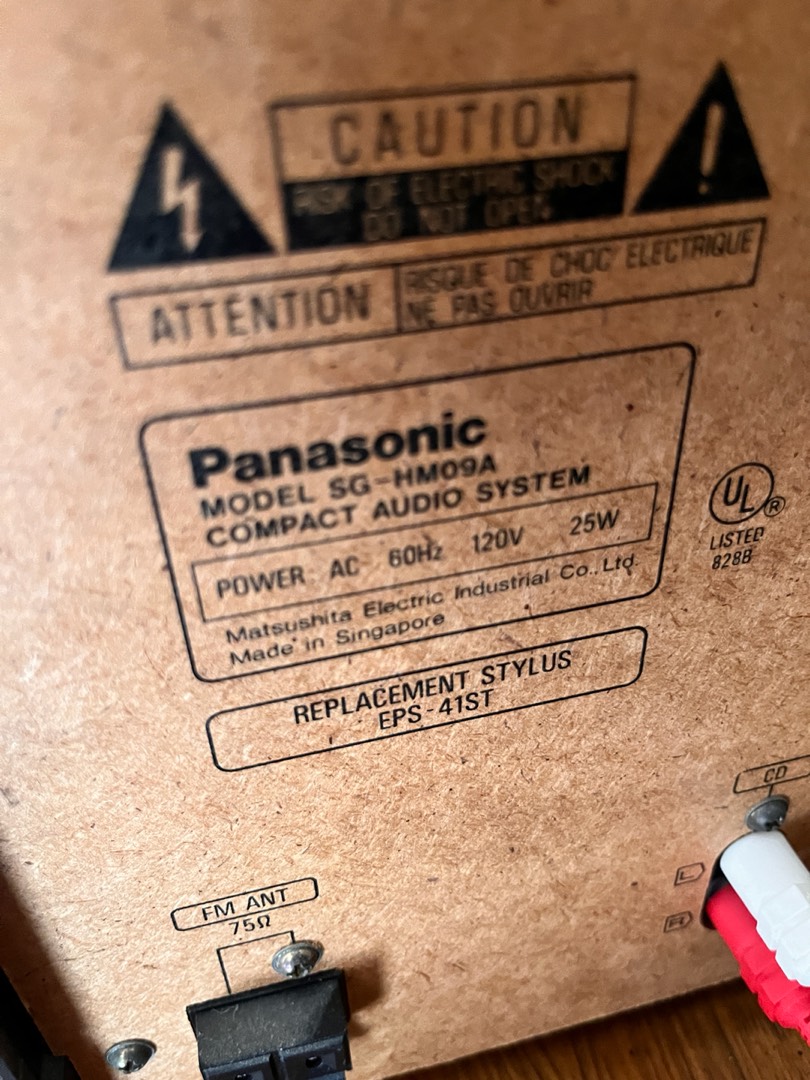 CAUTION
RISK OF ELECTRIC SHOCK
DO NOT OPEN
ATTENTION
RISQUE DE CHOC ELECTRIQUE
NE PAS OUVRIR
Panasonic
MODEL SG-HM09A
COMPACT AUDIO SYSTEM
POWER AC 60Hz 120V 25W
Matsushita Electric Industrial Co., Ltd.
Made in Singapore
UL ®
LISTED
828B
REPLACEMENT STYLUS
EPS-41ST
CD
L
R
FM ANT
75Ω